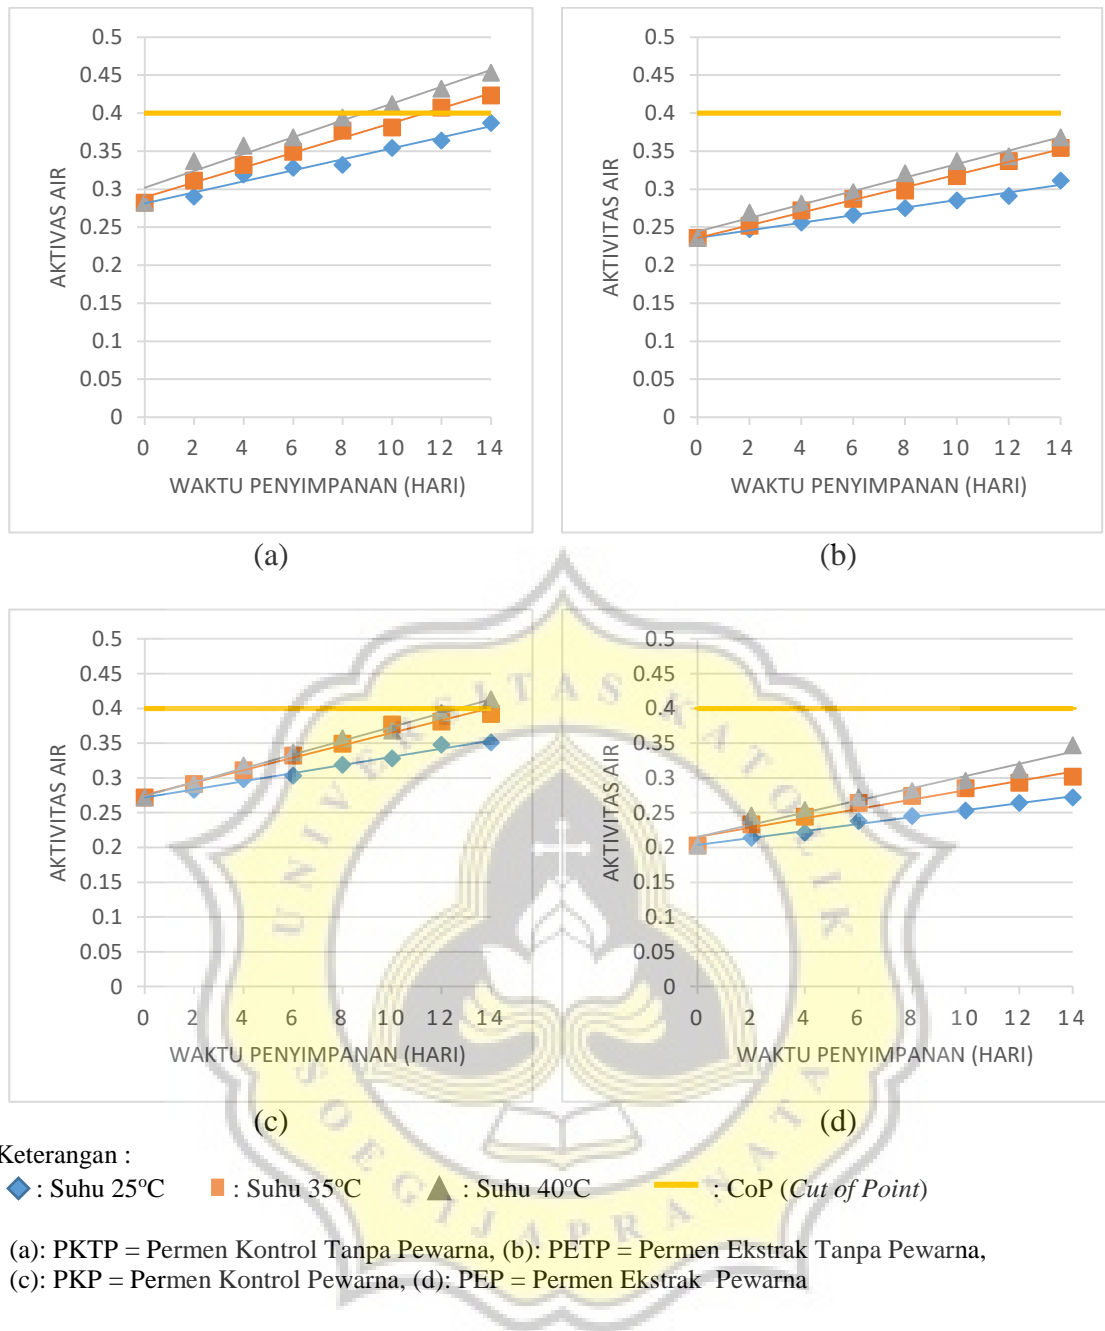 0.5
0.45
0.4
0.35
0.3
0.25
0.2
0.15
0.1
0.05
0
AKTIVAS AIR
0 2 4 6 8 10 12 14
WAKTU PENYIMPANAN (HARI)
(a)
0.5
0.45
0.4
0.35
0.3
0.25
0.2
0.15
0.1
0.05
0
AKTIVITAS AIR
0 2 4 6 8 10 12 14
WAKTU PENYIMPANAN (HARI)
(b)
0.5
0.45
0.4
0.35
0.3
0.25
0.2
0.15
0.1
0.05
0
AKTIVITAS AIR
0 2 4 6 8 10 12 14
WAKTU PENYIMPANAN (HARI)
(c)
0.5
0.45
0.4
0.35
0.3
0.25
0.2
0.15
0.1
0.05
0
AKTIVITAS AIR
0 2 4 6 8 10 12 14
WAKTU PENYIMPANAN (HARI)
(d)
UNIVERSITAS KATOLIK
SOEGIJAPRANATA
Keterangan :
: Suhu 25°C : Suhu 35°C : Suhu 40°C : CoP (Cut of Point)
(a): PKTP = Permen Kontrol Tanpa Pewarna, (b): PETP = Permen Ekstrak Tanpa Pewarna,
(c): PKP = Permen Kontrol Pewarna, (d): PEP = Permen Ekstrak Pewarna